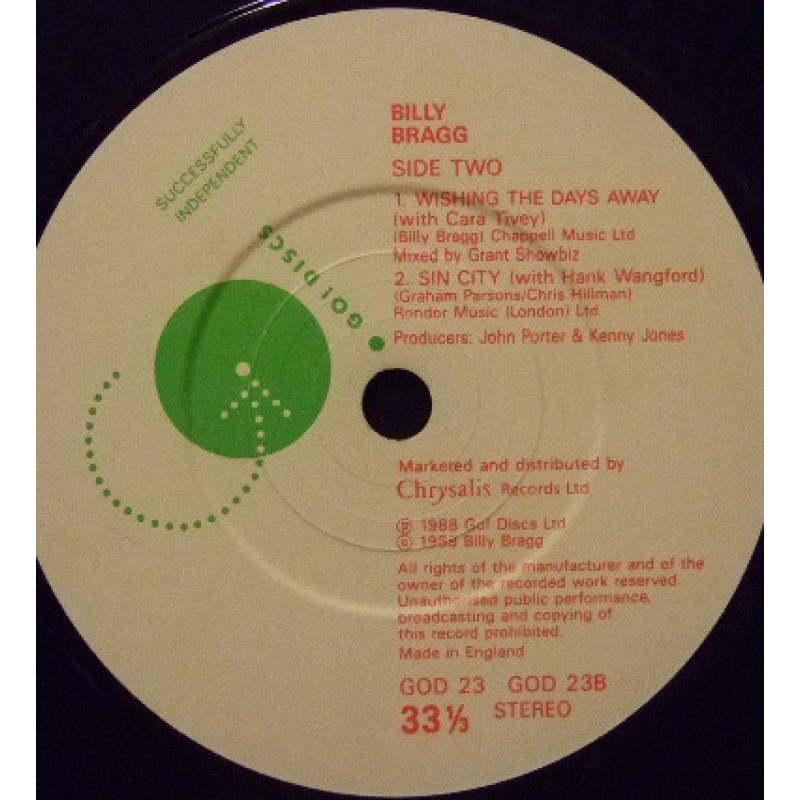 SUCCESSFULLY
INDEPENDENT
GO! DISCS
BILLY
BRAGG
SIDE TWO
1. WISHING THE DAYS AWAY
(with Cara Tivey)
(Billy Bragg) Chappell Music Ltd
Mixed by Grant Showbiz
2. SIN CITY (with Hank Wangford)
(Graham Parsons/Chris Hillman)
Rondor Music (London) Ltd
Producers: John Porter & Kenny Jones
Marketed and distributed by
Chrysalis Records Ltd
℗ 1988 Go! Discs Ltd
© 1988 Billy Bragg
All rights of the manufacturer and of the
owner of the recorded work reserved.
Unauthorised public performance,
broadcasting and copying of
this record prohibited.
Made in England
GOD 23 GOD 23B
33⅓ STEREO